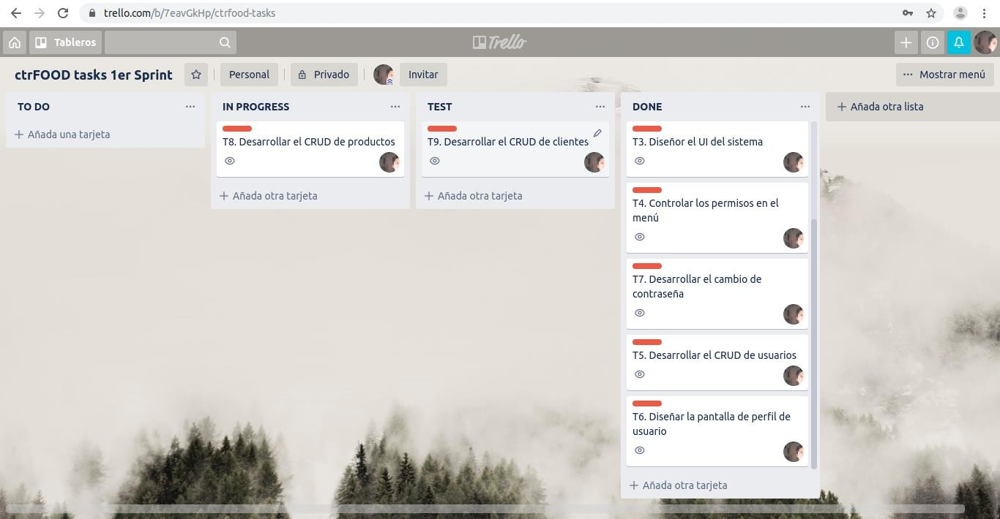 trello.com/b/7eavGkHp/ctrfood-tasks
Tableros
Trello
ctrFOOD tasks 1er Sprint
Personal
Privado
Invitar
Mostrar menú
TO DO
Añada una tarjeta
IN PROGRESS
T8. Desarrollar el CRUD de productos
Añada otra tarjeta
TEST
T9. Desarrollar el CRUD de clientes
Añada otra tarjeta
DONE
T3. Diseñor el UI del sistema
T4. Controlar los permisos en el
menú
T7. Desarrollar el cambio de
contraseña
T5. Desarrollar el CRUD de usuarios
T6. Diseñar la pantalla de perfil de
usuario
Añada otra tarjeta
Añada otra lista